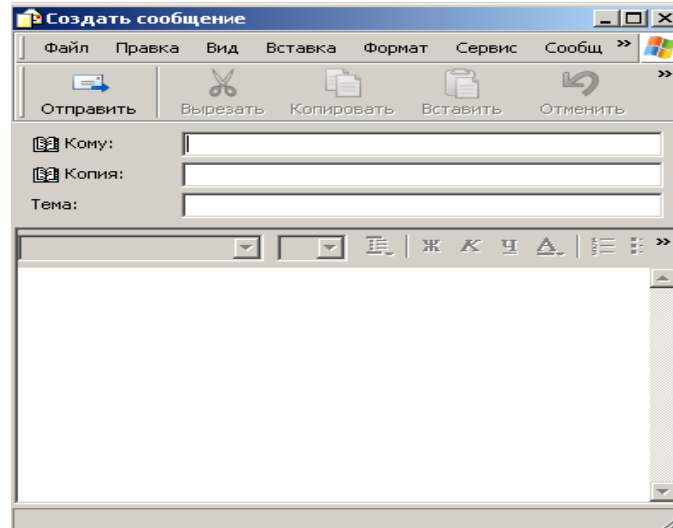 Создать сообщение
Файл Правка Вид Вставка Формат Сервис Сообщ »
Отправить Вырезать Копировать Вставить Отменить »
Кому:
Копия:
Тема:
Ж К Ч А »